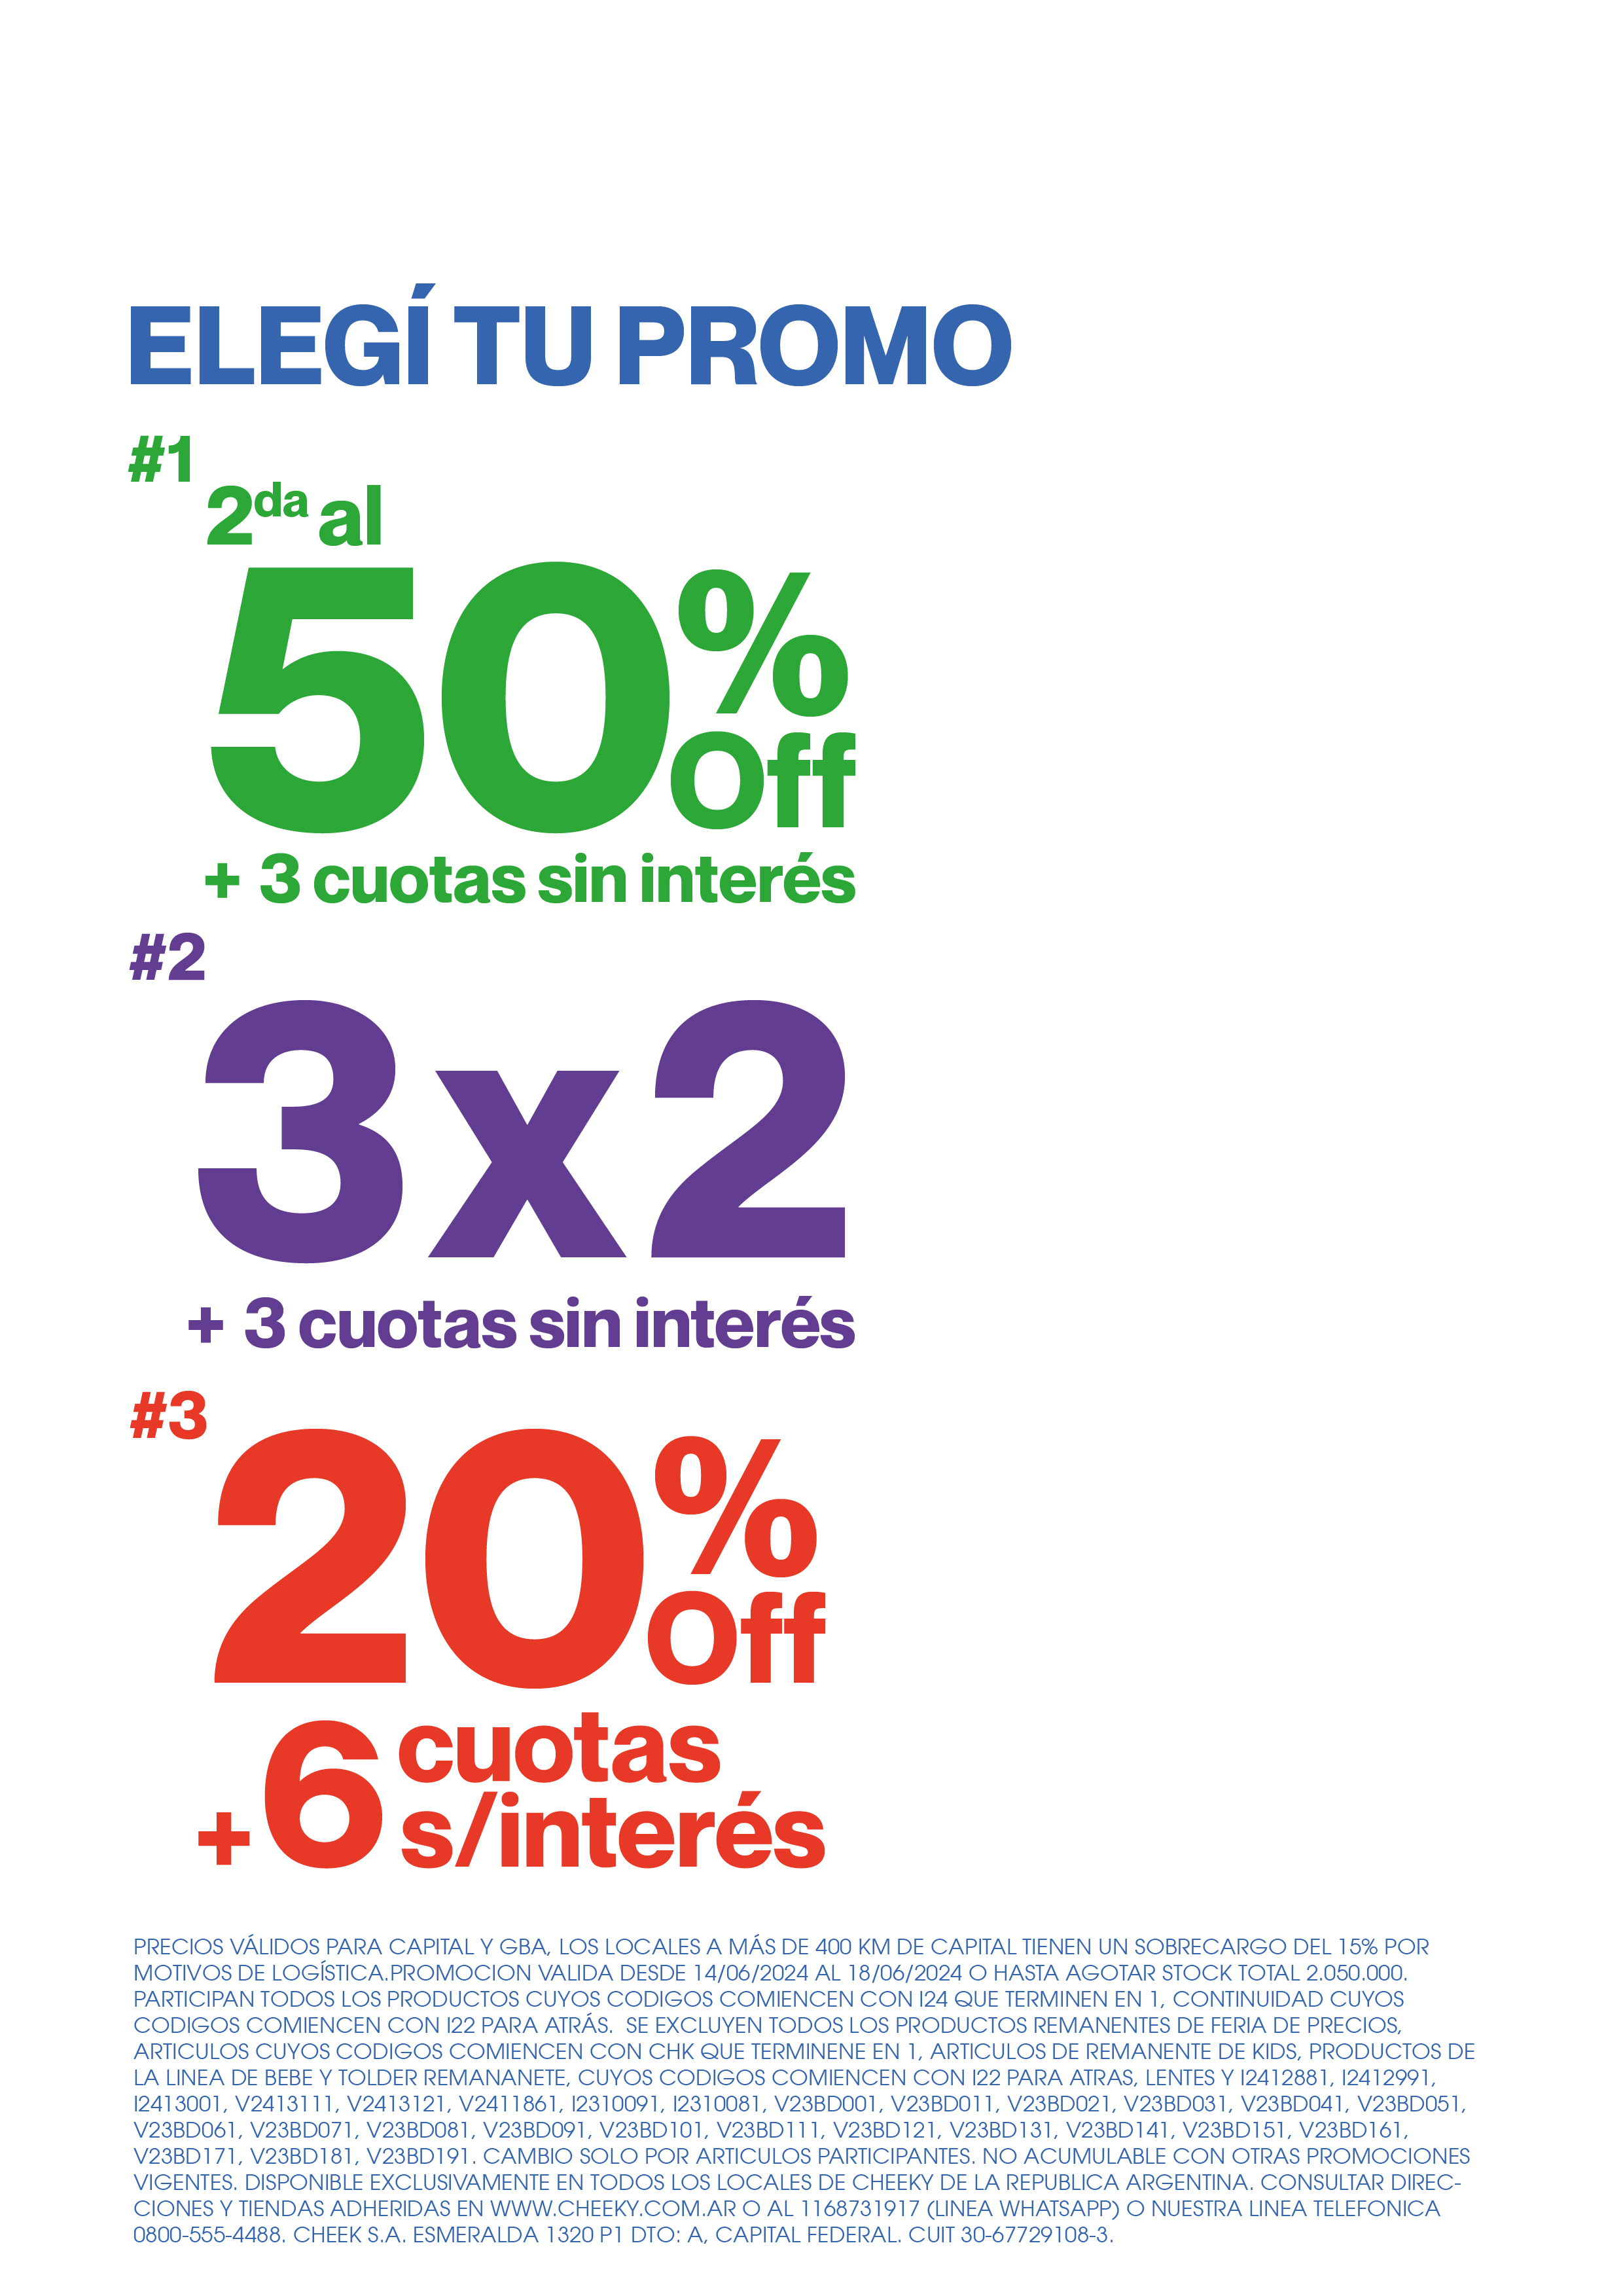 ELEGÍ TU PROMO
#1
2da al
50%
Off
+ 3 cuotas sin interés
#2
3x2
+ 3 cuotas sin interés
#3
20%
Off
+6 cuotas
s/interés
PRECIOS VÁLIDOS PARA CAPITAL Y GBA, LOS LOCALES A MÁS DE 400 KM DE CAPITAL TIENEN UN SOBRECARGO DEL 15% POR
MOTIVOS DE LOGÍSTICA.PROMOCION VALIDA DESDE 14/06/2024 AL 18/06/2024 O HASTA AGOTAR STOCK TOTAL 2.050.000.
PARTICIPAN TODOS LOS PRODUCTOS CUYOS CODIGOS COMIENCEN CON I24 QUE TERMINEN EN 1, CONTINUIDAD CUYOS
CODIGOS COMIENCEN CON I22 PARA ATRÁS.  SE EXCLUYEN TODOS LOS PRODUCTOS REMANENTES DE FERIA DE PRECIOS,
ARTICULOS CUYOS CODIGOS COMIENCEN CON CHK QUE TERMINENE EN 1, ARTICULOS DE REMANENTE DE KIDS, PRODUCTOS DE
LA LINEA DE BEBE Y TOLDER REMANANETE, CUYOS CODIGOS COMIENCEN CON I22 PARA ATRAS, LENTES Y I2412881, I2412991,
I2413001, V2413111, V2413121, V2411861, I2310091, I2310081, V23BD001, V23BD011, V23BD021, V23BD031, V23BD041, V23BD051,
V23BD061, V23BD071, V23BD081, V23BD091, V23BD101, V23BD111, V23BD121, V23BD131, V23BD141, V23BD151, V23BD161,
V23BD171, V23BD181, V23BD191. CAMBIO SOLO POR ARTICULOS PARTICIPANTES. NO ACUMULABLE CON OTRAS PROMOCIONES
VIGENTES. DISPONIBLE EXCLUSIVAMENTE EN TODOS LOS LOCALES DE CHEEKY DE LA REPUBLICA ARGENTINA. CONSULTAR DIREC-
CIONES Y TIENDAS ADHERIDAS EN WWW.CHEEKY.COM.AR O AL 1168731917 (LINEA WHATSAPP) O NUESTRA LINEA TELEFONICA
0800-555-4488. CHEEK S.A. ESMERALDA 1320 P1 DTO: A, CAPITAL FEDERAL. CUIT 30-67729108-3.